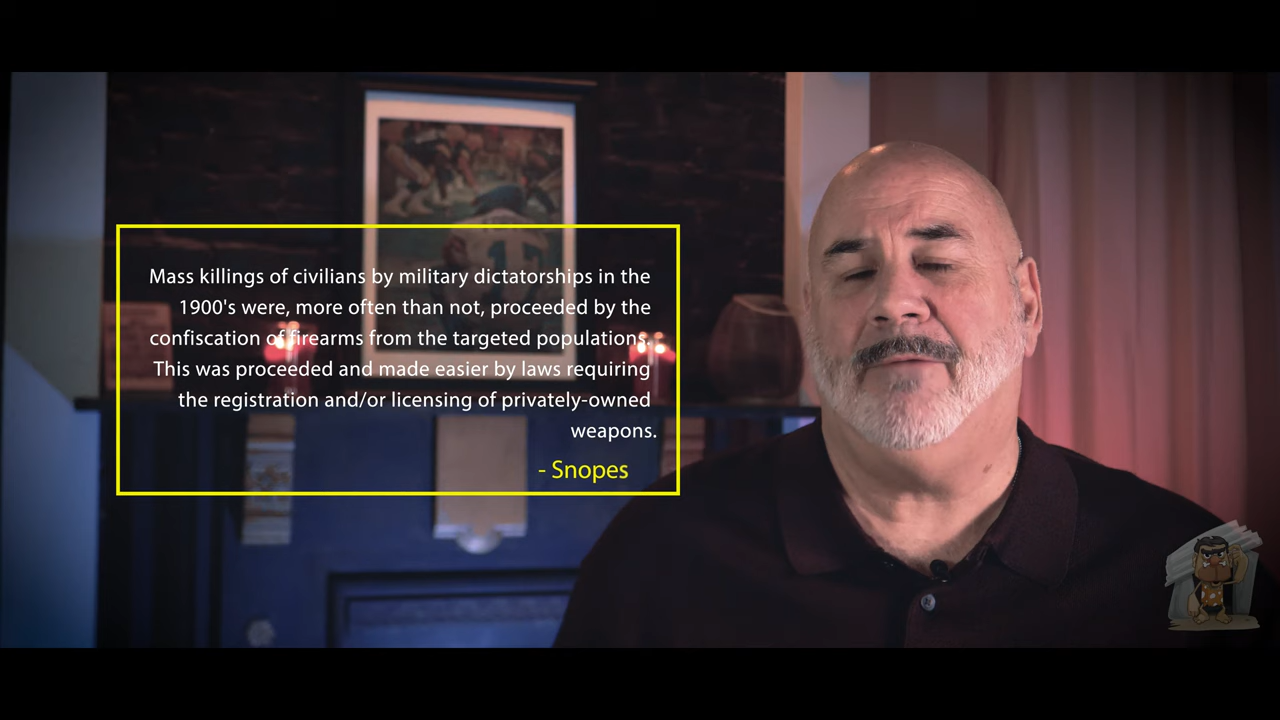 Mass killings of civilians by military dictatorships in the
1900's were, more often than not, proceeded by the
confiscation of firearms from the targeted populations.
This was proceeded and made easier by laws requiring
the registration and/or licensing of privately-owned
weapons.
- Snopes